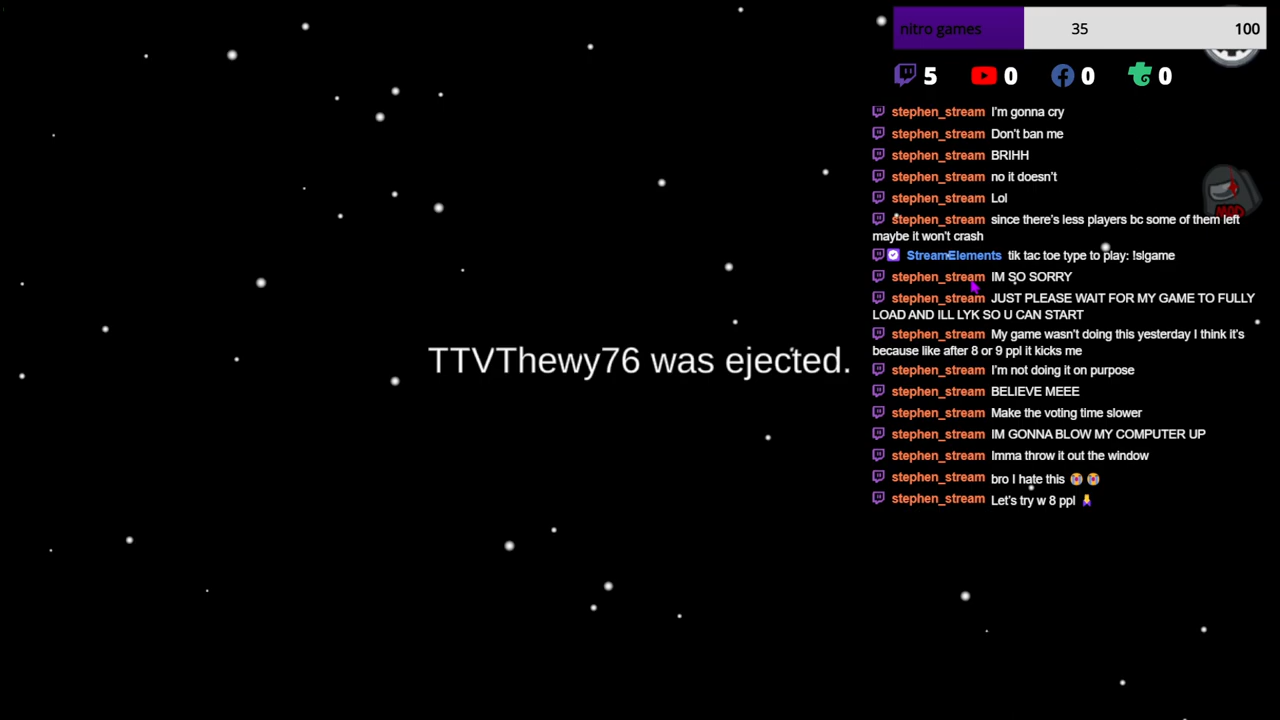 nitro games 35 100
5 0 0 0
stephen_stream I'm gonna cry
stephen_stream Don't ban me
stephen_stream BRIHH
stephen_stream no it doesn't
stephen_stream Lol
stephen_stream since there's less players bc some of them left
maybe it won't crash
StreamElements tik tac toe type to play: !slgame
stephen_stream IM SO SORRY
stephen_stream JUST PLEASE WAIT FOR MY GAME TO FULLY
LOAD AND ILL LYK SO U CAN START
stephen_stream My game wasn't doing this yesterday I think it's
because like after 8 or 9 ppl it kicks me
stephen_stream I'm not doing it on purpose
stephen_stream BELIEVE MEEE
stephen_stream Make the voting time slower
stephen_stream IM GONNA BLOW MY COMPUTER UP
stephen_stream Imma throw it out the window
stephen_stream bro I hate this
stephen_stream Let's try w 8 ppl
MOD
TTVThewy76 was ejected.